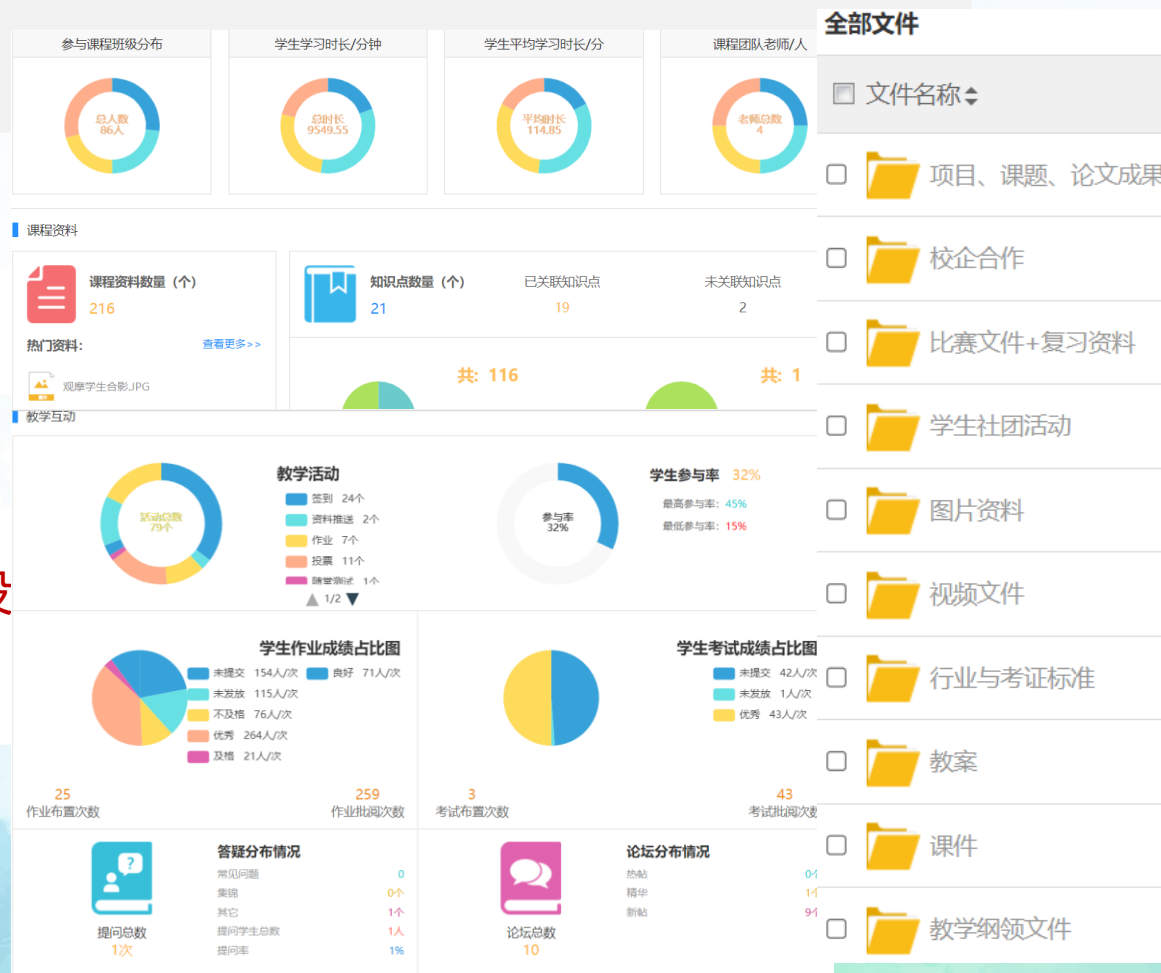 参与课程班级分布
总人数
86人
学生学习时长/分钟
总时长
9549.55
学生平均学习时长/分
平均时长
114.85
课程团队老师/人
老师总数
4
课程资料
课程资料数量（个）
216
热门资料：
查看更多>>
观摩学生合影.JPG
知识点数量（个）
21
已关联知识点
19
未关联知识点
2
共: 116
共: 1
教学互动
活动总数
79个
教学活动
签到 24个
资料推送 2个
作业 7个
投票 11个
随堂测试 1个
1/2
参与率
32%
学生参与率 32%
最高参与率: 45%
最低参与率: 15%
学生作业成绩占比图
未提交 154人/次 良好 71人/次
未发放 115人/次
不及格 76人/次
优秀 264人/次
及格 21人/次
25
作业布置次数
259
作业批阅次数
学生考试成绩占比图
未提交 42人/次
未发放 1人/次
优秀 43人/次
3
考试布置次数
43
考试批阅次数
提问总数
1次
答疑分布情况
常见问题 0
集锦 0个
其它 1个
提问学生总数 1人
提问率 1%
论坛总数
10
论坛分布情况
热帖 0个
精华 1个
新帖 9个
全部文件
文件名称
项目、课题、论文成果
校企合作
比赛文件+复习资料
学生社团活动
图片资料
视频文件
行业与考证标准
教案
课件
教学纲领文件